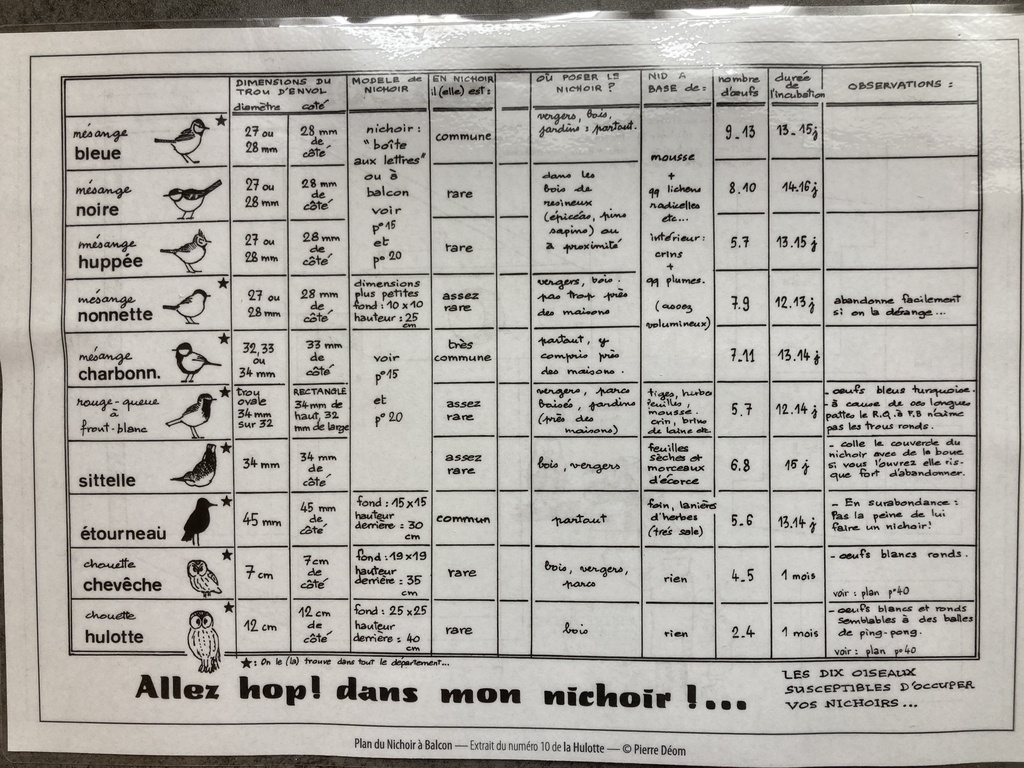 DIMENSIONS DU
TROU D'ENVOL
diamètre
côté
MODELE de
NICHOIR
EN NICHOIR
il (elle) est:
OÙ POSER LE
NICHOIR ?
NID A
BASE de:
nombre
d'œufs
durée
de
l'incubation
OBSERVATIONS :
mésange
bleue
★
27 ou
28 mm
28 mm
de
côté
nichoir :
"boîte
aux lettres"
ou à
balcon
voir
p° 15
et
p° 20
commune
vergers, bois,
jardins : partout.
mousse
+
qq lichens
radicelles
etc...
intérieur :
crins
+
qq plumes.
(assez
volumineux)
9_13
13_15j
mésange
noire
27 ou
28 mm
28 mm
de
côté
rare
dans les
bois de
resineux
(épicéas, pins
sapins) ou
à proximité
8.10
14.16j
mésange
huppée
27 ou
28 mm
28 mm
de
côté
rare
5.7
13.15 j
mésange
nonnette
★
27 ou
28 mm
28 mm
de
côté
dimensions
plus petites
fond : 10 x 10
hauteur : 25
cm
assez
rare
vergers, bois.
pas trop près
des maisons
7.9
12.13j
abandonne facilement
si on la dérange...
mésange
charbonn.
★
32, 33
ou
34 mm
33 mm
de
côté
voir
p°15
et
p° 20
très
commune
partout, y
compris près
des maisons.
7_11
13.14 j
rouge-queue
à
front-blanc
★
trou
ovale
34 mm
sur 32
RECTANGLE
34 mm de
haut, 32
mm de large
assez
rare
vergers, parcs
boisés, jardins
(près des
maisons)
tiges, herbe
feuilles,
mousse.
crin, brins
de laine etc
5.7
12.14 j
- oeufs bleus turquoise.
- à cause de ses longues
pattes le R.Q. à F.B n'aime
pas les trous ronds.
sittelle
★
34 mm
34 mm
de
côté
assez
rare
bois, vergers
feuilles
sèches et
morceaux
d'écorce
6.8
15 j
- colle le couvercle du
nichoir avec de la boue
si vous l'ouvrez elle ris-
que fort d'abandonner.
étourneau
★
45 mm
45 mm
de
côté
fond : 15 x 15
hauteur
derrière : 30
cm
commun
partout
foin, lanières
d'herbes
(très sale)
5_6
13.14 j
- En surabondance :
Pas la peine de lui
faire un nichoir!
chouette
chevêche
★
7 cm
7 cm
de
côté
fond : 19 x 19
hauteur
derrière : 35
cm
rare
bois, vergers,
parcs
rien
4_5
1 mois
- oeufs blancs ronds.
voir : plan p°40
chouette
hulotte
★
12 cm
12 cm
de
côté
fond : 25 x 25
hauteur
derrière : 40
cm
rare
bois
rien
2.4
1 mois
- oeufs blancs et ronds
semblables à des balles
de ping-pong.
voir : plan p°40
★ : On le (la) trouve dans tout le département...
Allez hop! dans mon nichoir !...
LES DIX OISEAUX
SUSCEPTIBLES D'OCCUPER
VOS NICHOIRS...
Plan du Nichoir à Balcon — Extrait du numéro 10 de la Hulotte — © Pierre Déom